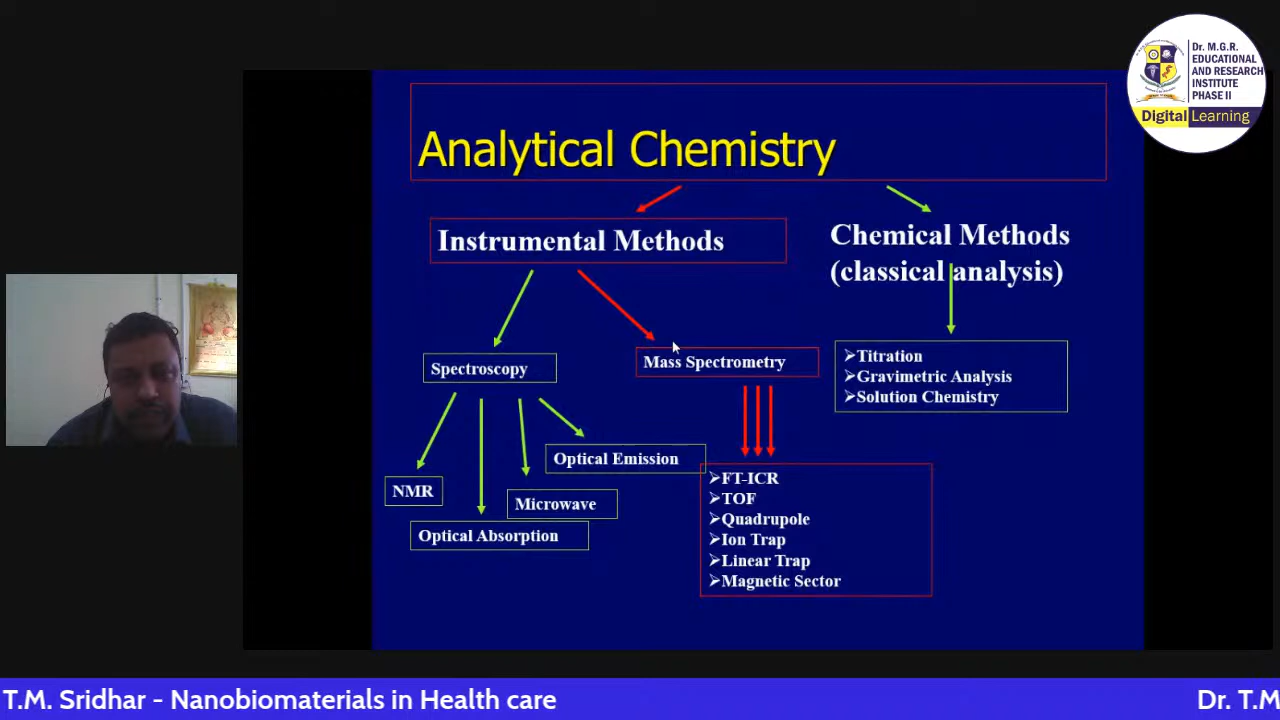 Dr. M.G.R.
EDUCATIONAL
AND RESEARCH
INSTITUTE
PHASE II
Digital Learning
Analytical Chemistry
Instrumental Methods
Chemical Methods
(classical analysis)
Spectroscopy
Mass Spectrometry
➢Titration
➢Gravimetric Analysis
➢Solution Chemistry
Optical Emission
NMR
Microwave
Optical Absorption
➢FT-ICR
➢TOF
➢Quadrupole
➢Ion Trap
➢Linear Trap
➢Magnetic Sector
T.M. Sridhar - Nanobiomaterials in Health care
Dr. T.M